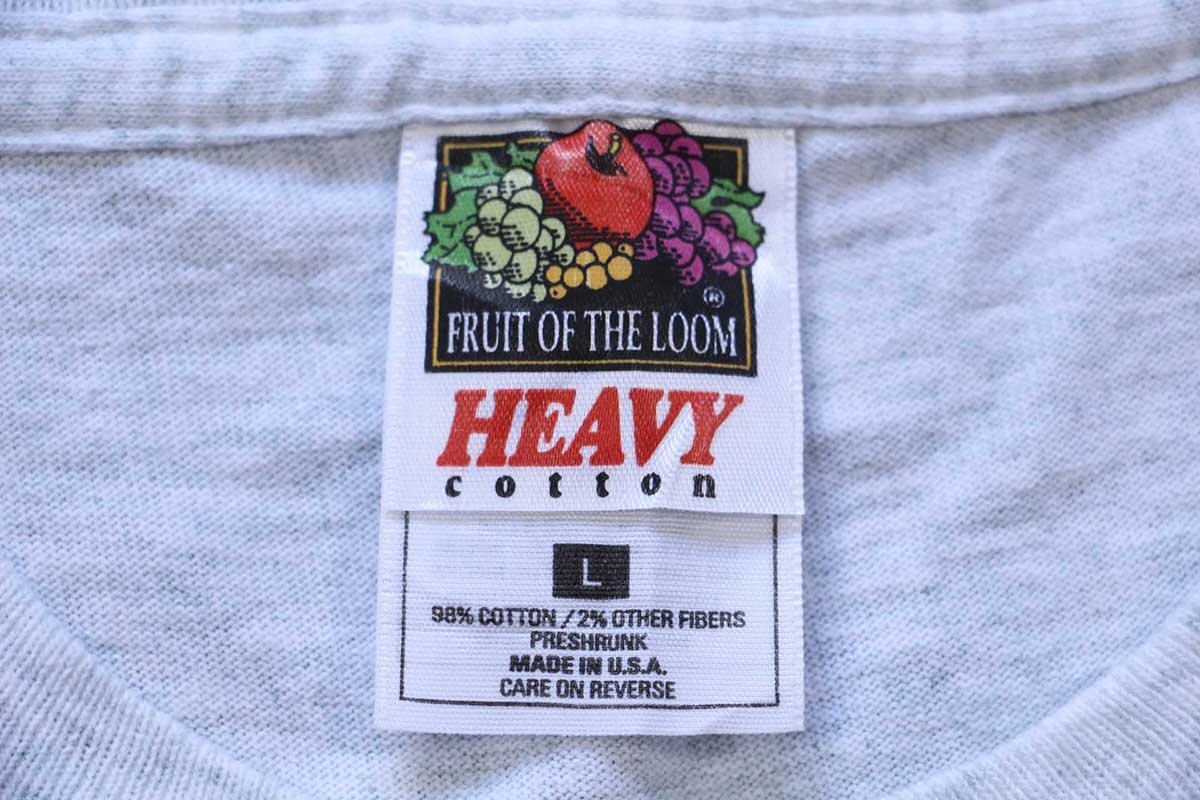 ®
FRUIT OF THE LOOM
HEAVY
cotton
L
98% COTTON / 2% OTHER FIBERS
PRESHRUNK
MADE IN U.S.A.
CARE ON REVERSE